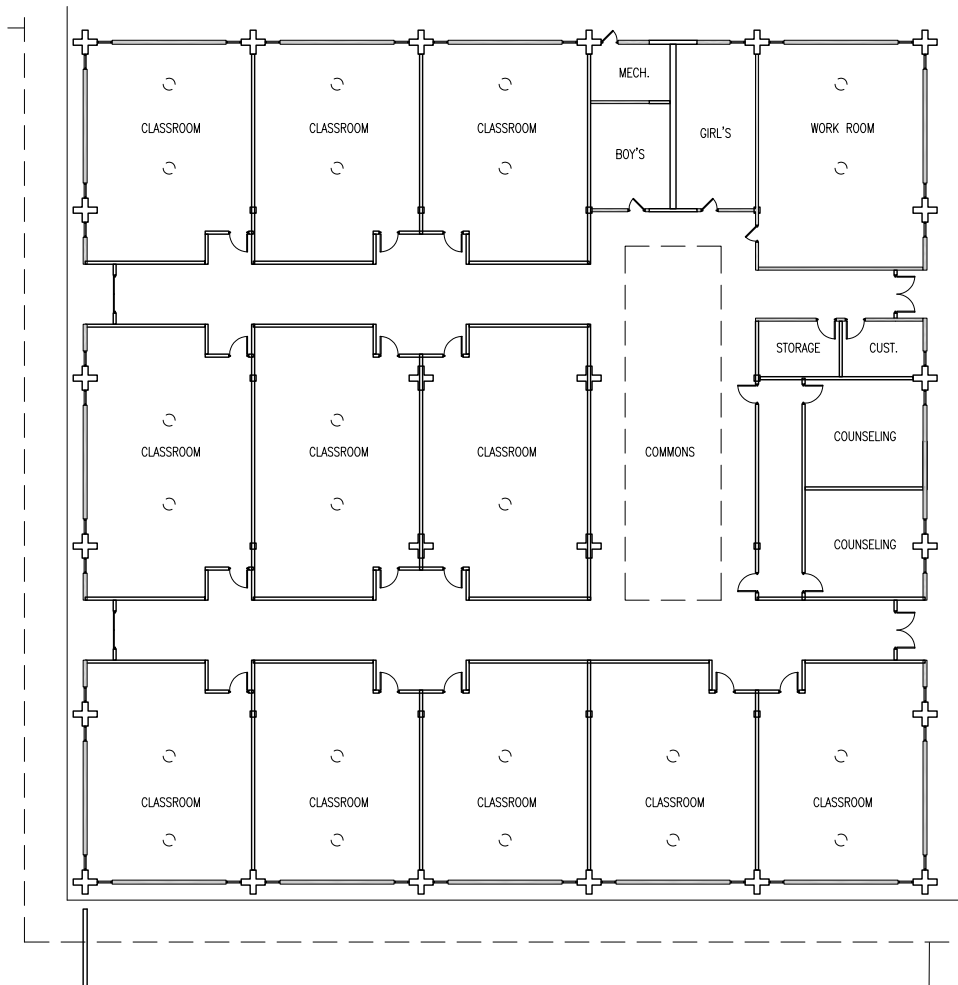 MECH.
CLASSROOM
CLASSROOM
CLASSROOM
GIRL'S
WORK ROOM
BOY'S
STORAGE
CUST.
COUNSELING
CLASSROOM
CLASSROOM
CLASSROOM
COMMONS
COUNSELING
CLASSROOM
CLASSROOM
CLASSROOM
CLASSROOM
CLASSROOM